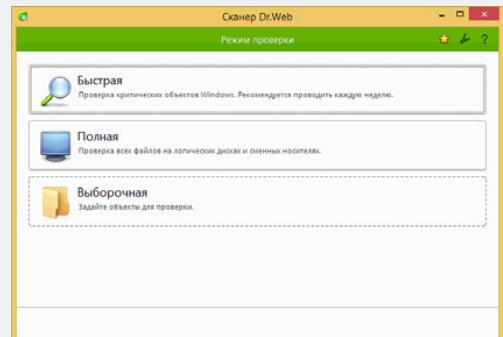 Сканер Dr.Web
Режим проверки
?
Быстрая
Проверка критических объектов Windows. Рекомендуется проводить каждую неделю.
Полная
Проверка всех файлов на логических дисках и сменных носителях.
Выборочная
Задайте объекты для проверки.